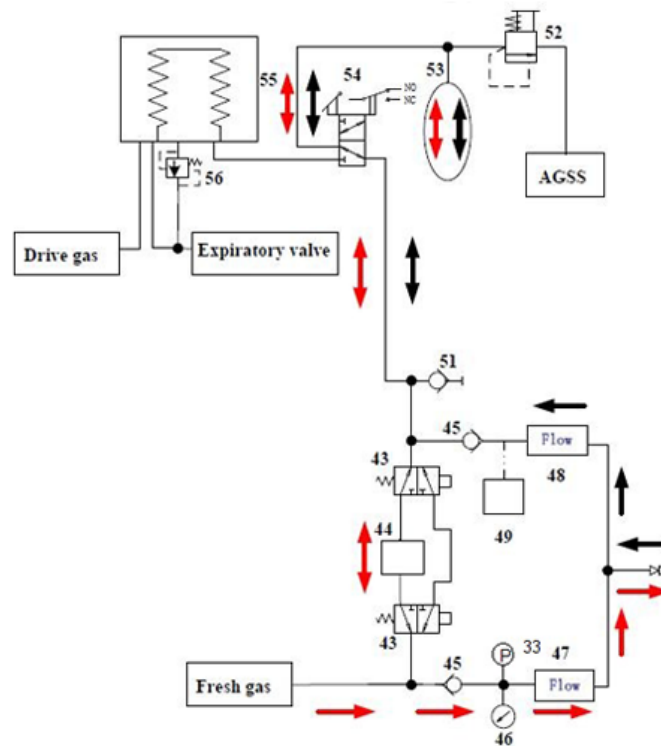 52
54
53
55
NO
NC
AGSS
56
Drive gas
Expiratory valve
51
45
Flow
43
48
44
49
43
33
47
45
Fresh gas
P
Flow
46